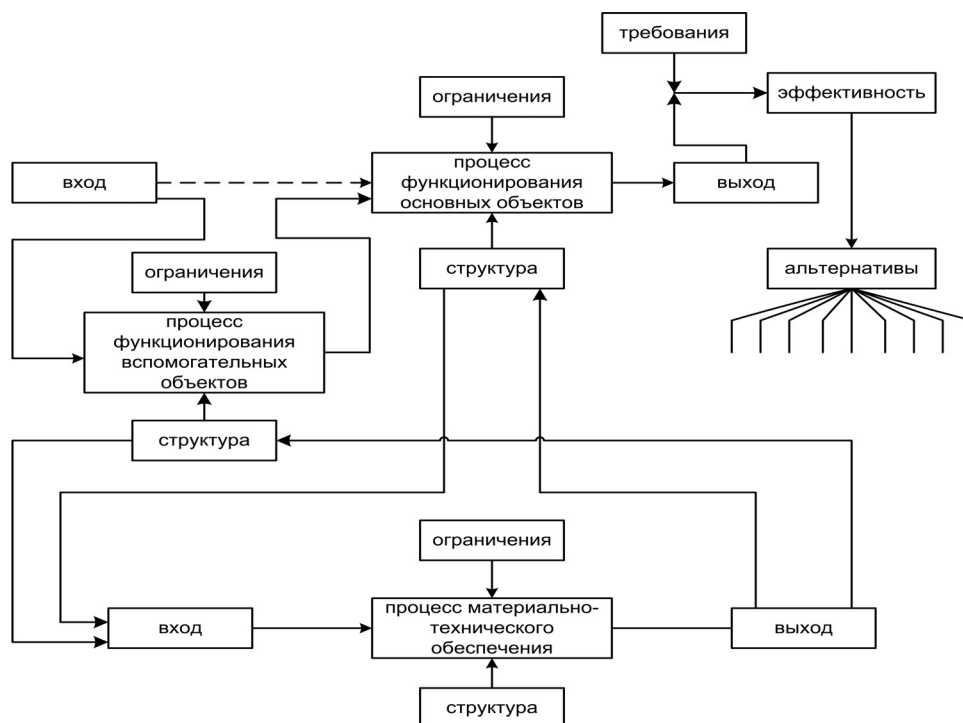 требования
эффективность
ограничения
вход
процесс
функционирования
основных объектов
выход
ограничения
структура
альтернативы
процесс
функционирования
вспомогательных
объектов
структура
ограничения
вход
процесс материально-
технического
обеспечения
выход
структура